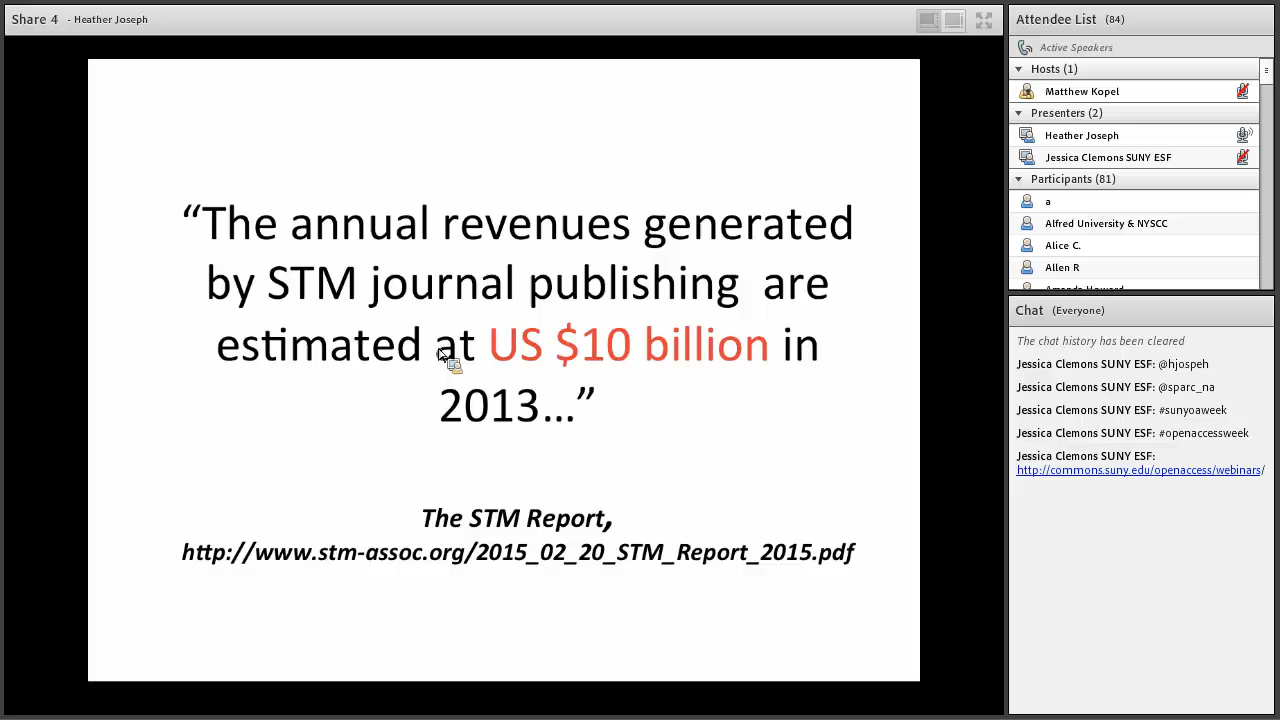 Share 4 - Heather Joseph
“The annual revenues generated
by STM journal publishing are
estimated at US $10 billion in
2013…”
The STM Report,
http://www.stm-assoc.org/2015_02_20_STM_Report_2015.pdf
Attendee List (84)
Active Speakers
Hosts (1)
Matthew Kopel
Presenters (2)
Heather Joseph
Jessica Clemons SUNY ESF
Participants (81)
a
Alfred University & NYSCC
Alice C.
Allen R
Chat (Everyone)
The chat history has been cleared
Jessica Clemons SUNY ESF: @hjospeh
Jessica Clemons SUNY ESF: @sparc_na
Jessica Clemons SUNY ESF: #sunyoaweek
Jessica Clemons SUNY ESF: #openaccessweek
Jessica Clemons SUNY ESF:
http://commons.suny.edu/openaccess/webinars/